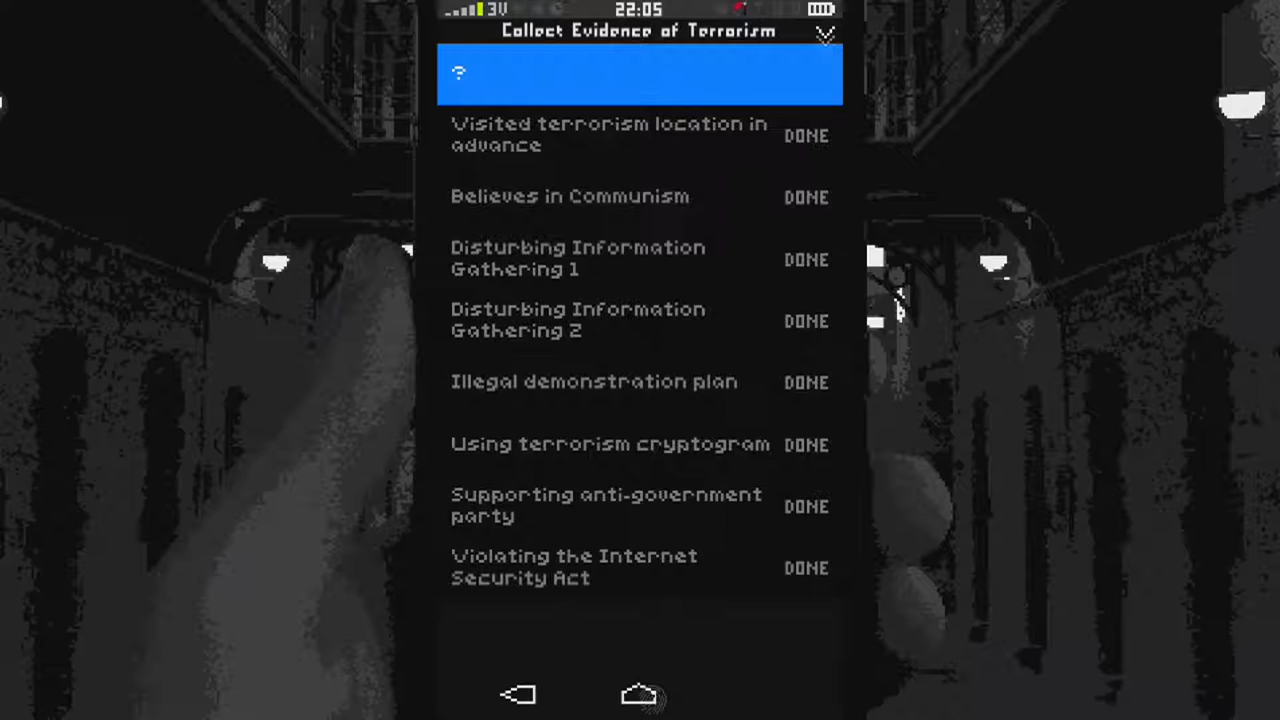 3V 22:05
Collect Evidence of Terrorism
?
Visited terrorism location in
advance DONE
Believes in Communism DONE
Disturbing Information
Gathering 1 DONE
Disturbing Information
Gathering 2 DONE
Illegal demonstration plan DONE
Using terrorism cryptogram DONE
Supporting anti-government
party DONE
Violating the Internet
Security Act DONE